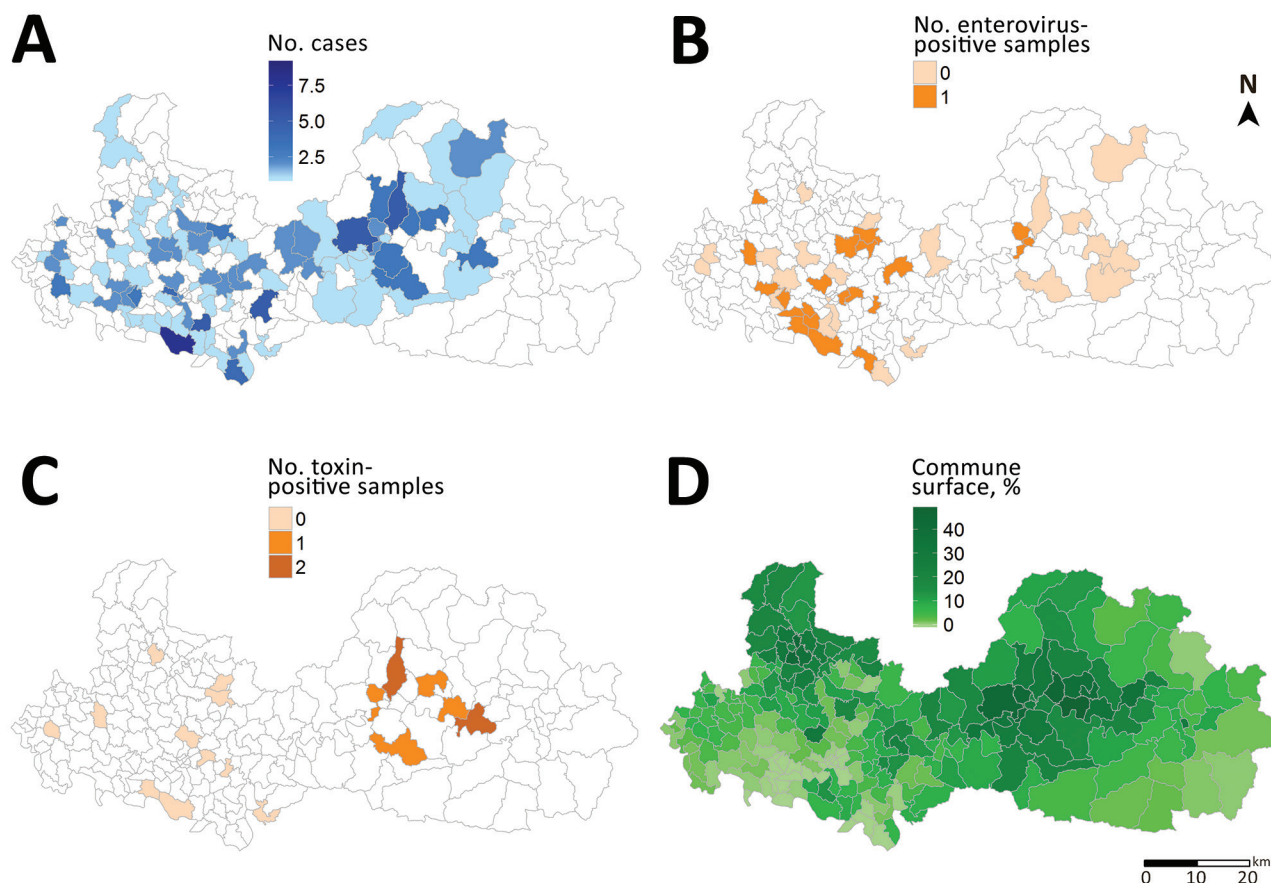 A
No. cases
7.5
5.0
2.5
B
No. enterovirus-
positive samples
0
1
N
C
No. toxin-
positive samples
0
1
2
D
Commune
surface, %
40
30
20
10
0
km
0 10 20